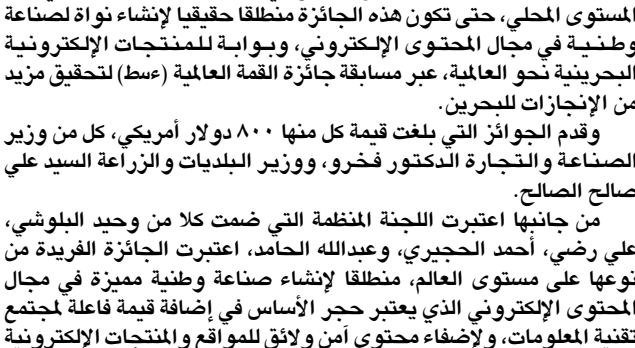 المستوى المحلي، حتى تكون هذه الجائزة منطلقا حقيقيا لإنشاء نواة لصناعة
وطنية في مجال المحتوى الإلكتروني، وبوابة للمنتجات الإلكترونية
البحرينية نحو العالمية، عبر مسابقة جائزة القمة العالمية (ءسط) لتحقيق مزيد
من الإنجازات للبحرين.
وقدم الجوائز التي بلغت قيمة كل منها ٨٠٠ دولار أمريكي، كل من وزير
الصناعة والتجارة الدكتور فخرو، ووزير البلديات والزراعة السيد علي
صالح الصالح.
من جانبها اعتبرت اللجنة المنظمة التي ضمت كلا من وحيد البلوشي،
علي رضي، أحمد الحجيري، وعبدالله الحامد، اعتبرت الجائزة الفريدة من
نوعها على مستوى العالم، منطلقا لإنشاء صناعة وطنية مميزة في مجال
المحتوى الإلكتروني الذي يعتبر حجر الأساس في إضافة قيمة فاعلة لمجتمع
تقنية المعلومات، ولإضفاء محتوى آمن ولائق للمواقع والمنتجات الإلكترونية